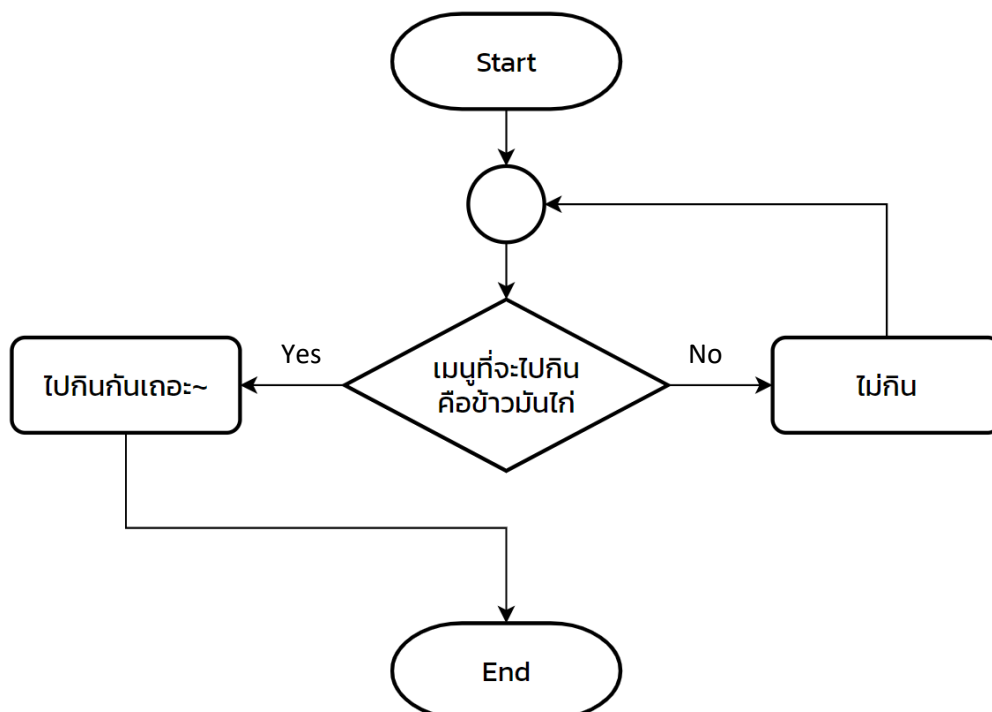 Start
Yes
No
ไปกินกันเถอะ~
เมนูที่จะไปกิน
คือข้าวมันไก่
ไม่กิน
End